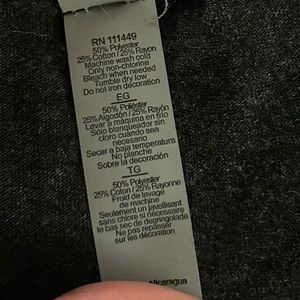 RN 111449
50% Polyester
25% Cotton / 25% Rayon
Machine wash cold
Only non-chlorine
Bleach when needed
Tumble dry low
Do not iron décoration
EG
50% Poliéster
25% Algodón / 25% Rayón
Lavar a máquina en frío
Solo blanqueador sin
cloro cuando sea
necesario
Secar a baja temperatura
No planche
Sobre la decoración
TG
50% Polyester
25% Coton / 25% Rayonne
Froid de lavage
de machine
Seulement un javellisant
sans chlor si nécessaire
le sec bas de degringolade
Ne pas repasser
sur les décoration
Nicaragua